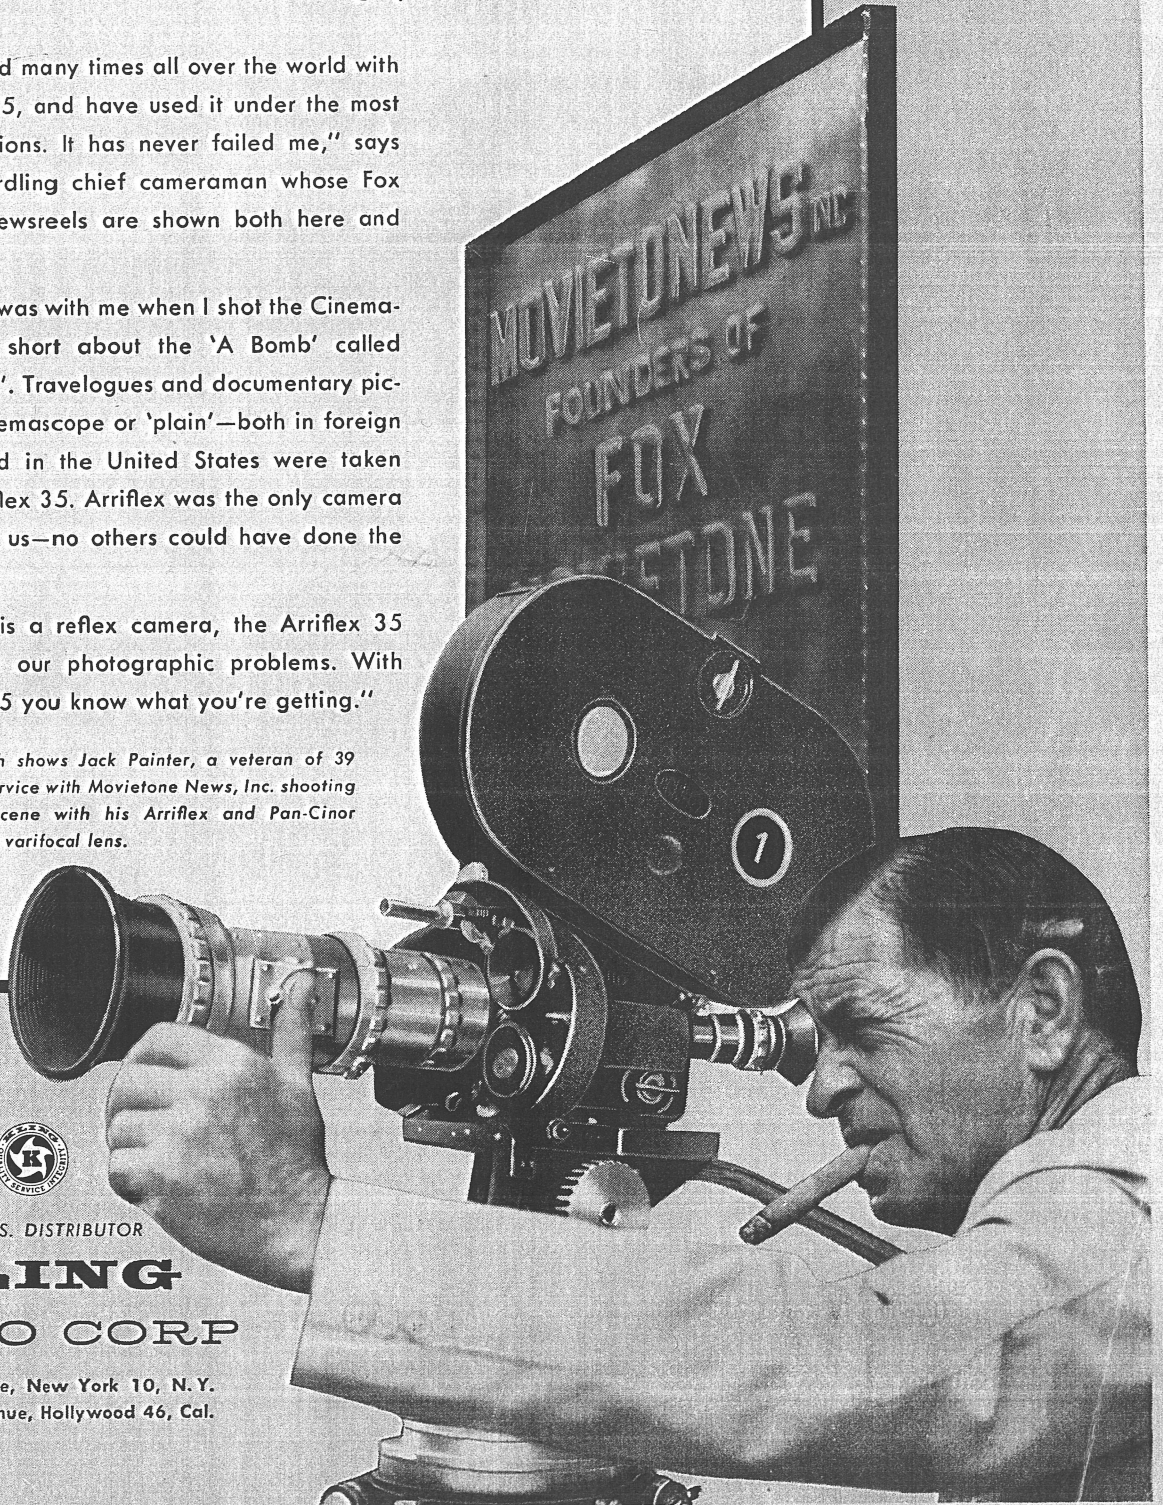 d many times all over the world with
5, and have used it under the most
ions. It has never failed me," says
rdling chief cameraman whose Fox
ewsreels are shown both here and
was with me when I shot the Cinema-
short about the 'A Bomb' called
'. Travelogues and documentary pic-
emascope or 'plain'—both in foreign
d in the United States were taken
lex 35. Arriflex was the only camera
us—no others could have done the
is a reflex camera, the Arriflex 35
our photographic problems. With
5 you know what you're getting."
n shows Jack Painter, a veteran of 39
rvice with Movietone News, Inc. shooting
cene with his Arriflex and Pan-Cinor
varifocal lens.
MOVIETONEWS INC
FOUNDERS OF
FOX
ETONE
1
KLING
K
QUALITY SERVICE INTEGRITY
S. DISTRIBUTOR
LING
O CORP
e, New York 10, N.Y.
nue, Hollywood 46, Cal.